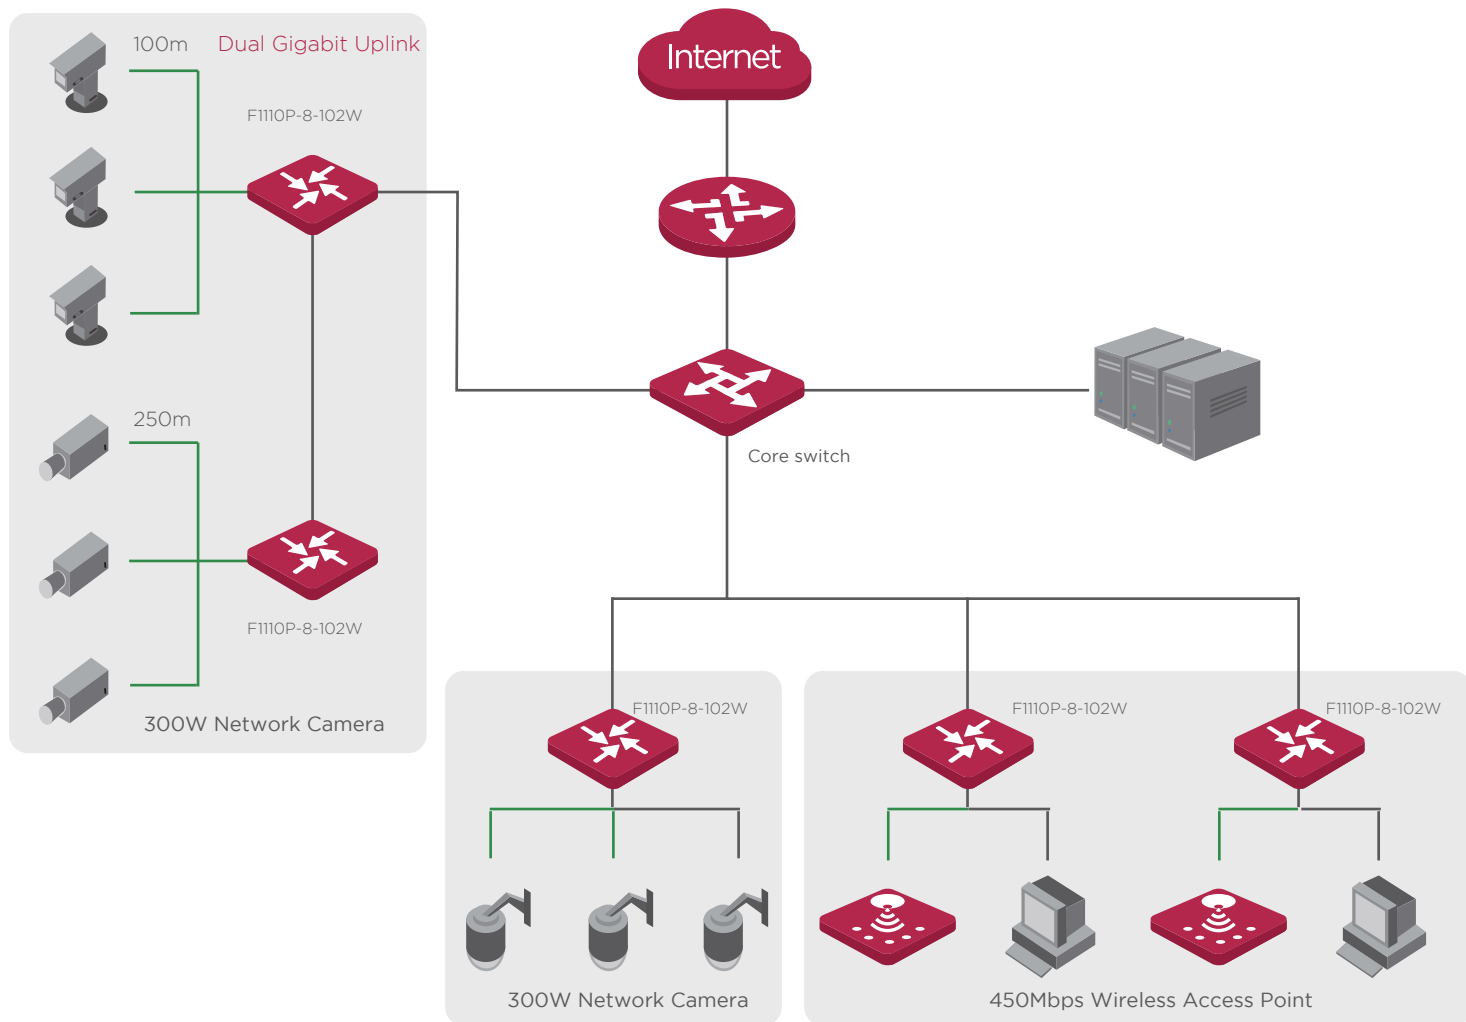 100m
Dual Gigabit Uplink
F1110P-8-102W
250m
F1110P-8-102W
300W Network Camera
Internet
Core switch
F1110P-8-102W
300W Network Camera
F1110P-8-102W
F1110P-8-102W
450Mbps Wireless Access Point